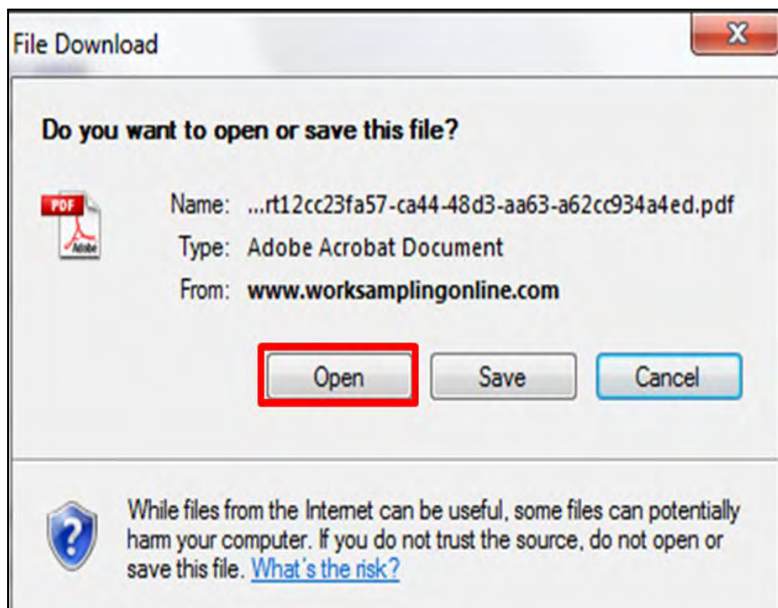 File Download
X
Do you want to open or save this file?
PDF
Adobe
Name: ...rt12cc23fa57-ca44-48d3-aa63-a62cc934a4ed.pdf
Type: Adobe Acrobat Document
From: www.worksamplingonline.com
Open Save Cancel
While files from the Internet can be useful, some files can potentially
harm your computer. If you do not trust the source, do not open or
save this file. What's the risk?